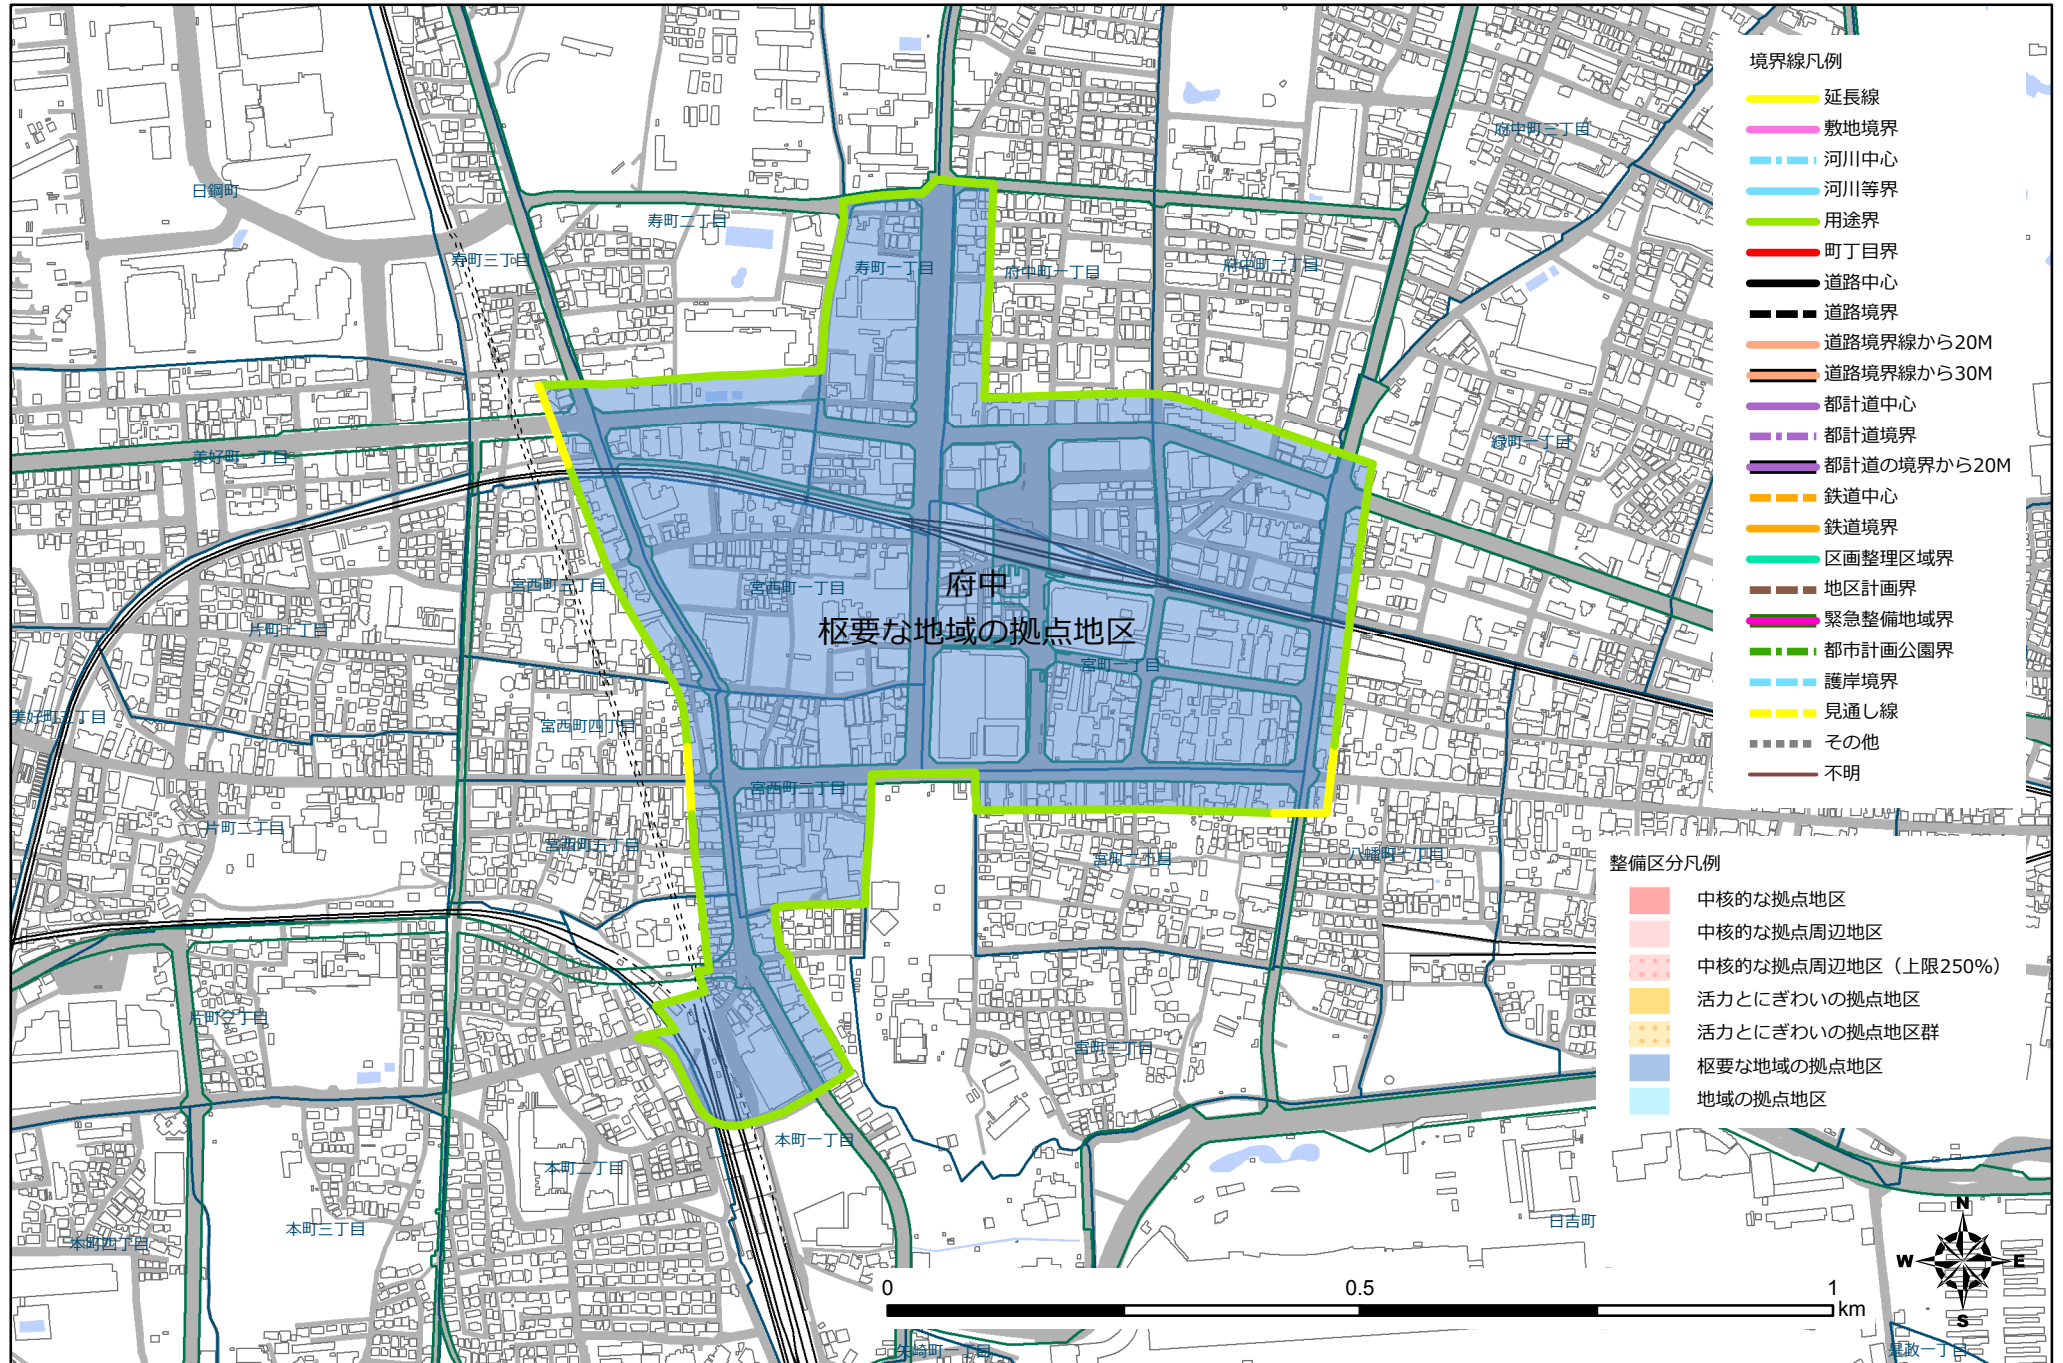 境界線凡例
延長線
敷地境界
河川中心
河川等界
用途界
町丁目界
道路中心
道路境界
道路境界線から20M
道路境界線から30M
都計道中心
都計道境界
都計道の境界から20M
鉄道中心
鉄道境界
区画整理区域界
地区計画界
緊急整備地域界
都市計画公園界
護岸境界
見通し線
その他
不明
整備区分凡例
中核的な拠点地区
中核的な拠点周辺地区
中核的な拠点周辺地区（上限250%）
活力とにぎわいの拠点地区
活力とにぎわいの拠点地区群
枢要な地域の拠点地区
地域の拠点地区
府中町三丁目
日鋼町
寿町二丁目
寿町三丁目
寿町一丁目
府中町一丁目
府中町二丁目
緑町一丁目
美好町一丁目
宮西町三丁目
宮西町一丁目
府中
枢要な地域の拠点地区
片町一丁目
宮町一丁目
美好町三丁目
宮西町四丁目
宮西町二丁目
片町二丁目
宮西町五丁目
宮町二丁目
八幡町一丁目
片町三丁目
宮町三丁目
本町一丁目
本町二丁目
本町三丁目
本町四丁目
日吉町
矢崎町一丁目
是政一丁目
N
W
E
S
0
0.5
1
km